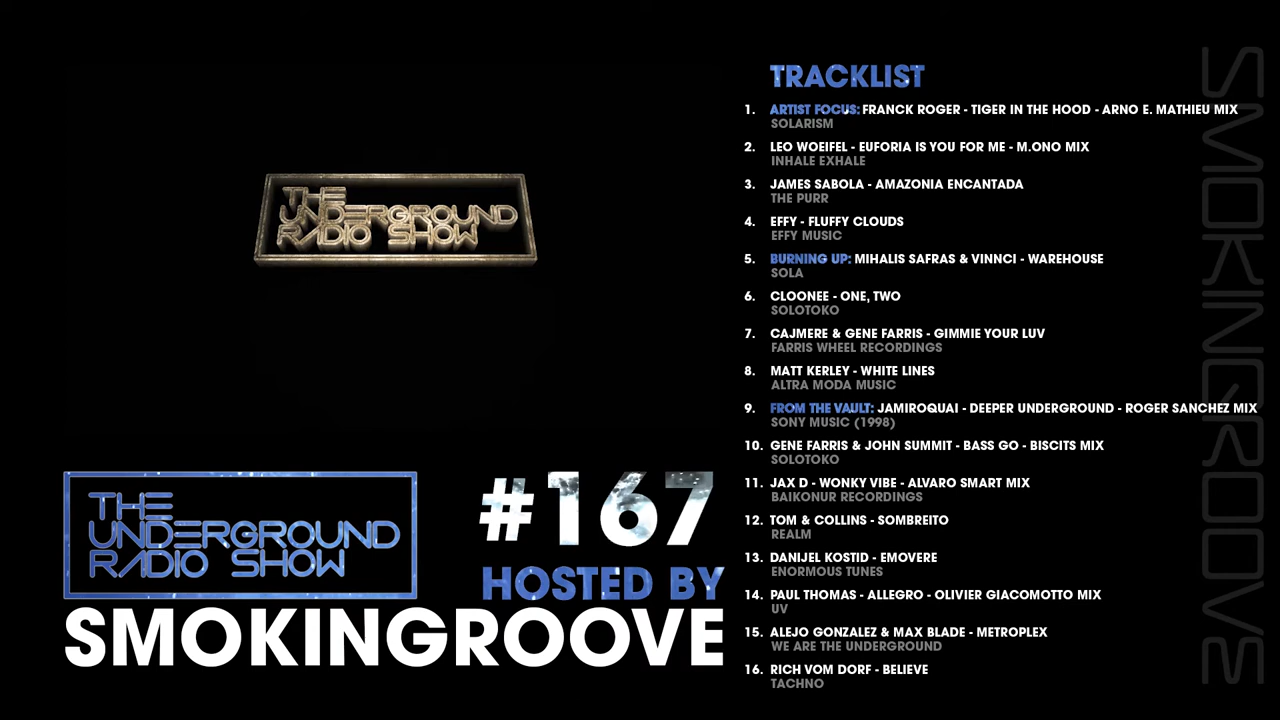 THE
UNDERGROUND
RADIO SHOW
THE
UNDERGROUND
RADIO SHOW
#167
HOSTED BY
SMOKINGROOVE
TRACKLIST
1. ARTIST FOCUS: FRANCK ROGER - TIGER IN THE HOOD - ARNO E. MATHIEU MIX
SOLARISM
2. LEO WOEIFEL - EUFORIA IS YOU FOR ME - M.ONO MIX
INHALE EXHALE
3. JAMES SABOLA - AMAZONIA ENCANTADA
THE PURR
4. EFFY - FLUFFY CLOUDS
EFFY MUSIC
5. BURNING UP: MIHALIS SAFRAS & VINNCI - WAREHOUSE
SOLA
6. CLOONEE - ONE, TWO
SOLOTOKO
7. CAJMERE & GENE FARRIS - GIMMIE YOUR LUV
FARRIS WHEEL RECORDINGS
8. MATT KERLEY - WHITE LINES
ALTRA MODA MUSIC
9. FROM THE VAULT: JAMIROQUAI - DEEPER UNDERGROUND - ROGER SANCHEZ MIX
SONY MUSIC (1998)
10. GENE FARRIS & JOHN SUMMIT - BASS GO - BISCITS MIX
SOLOTOKO
11. JAX D - WONKY VIBE - ALVARO SMART MIX
BAIKONUR RECORDINGS
12. TOM & COLLINS - SOMBREITO
REALM
13. DANIJEL KOSTID - EMOVERE
ENORMOUS TUNES
14. PAUL THOMAS - ALLEGRO - OLIVIER GIACOMOTTO MIX
UV
15. ALEJO GONZALEZ & MAX BLADE - METROPLEX
WE ARE THE UNDERGROUND
16. RICH VOM DORF - BELIEVE
TACHNO
SMOKINGROOVE